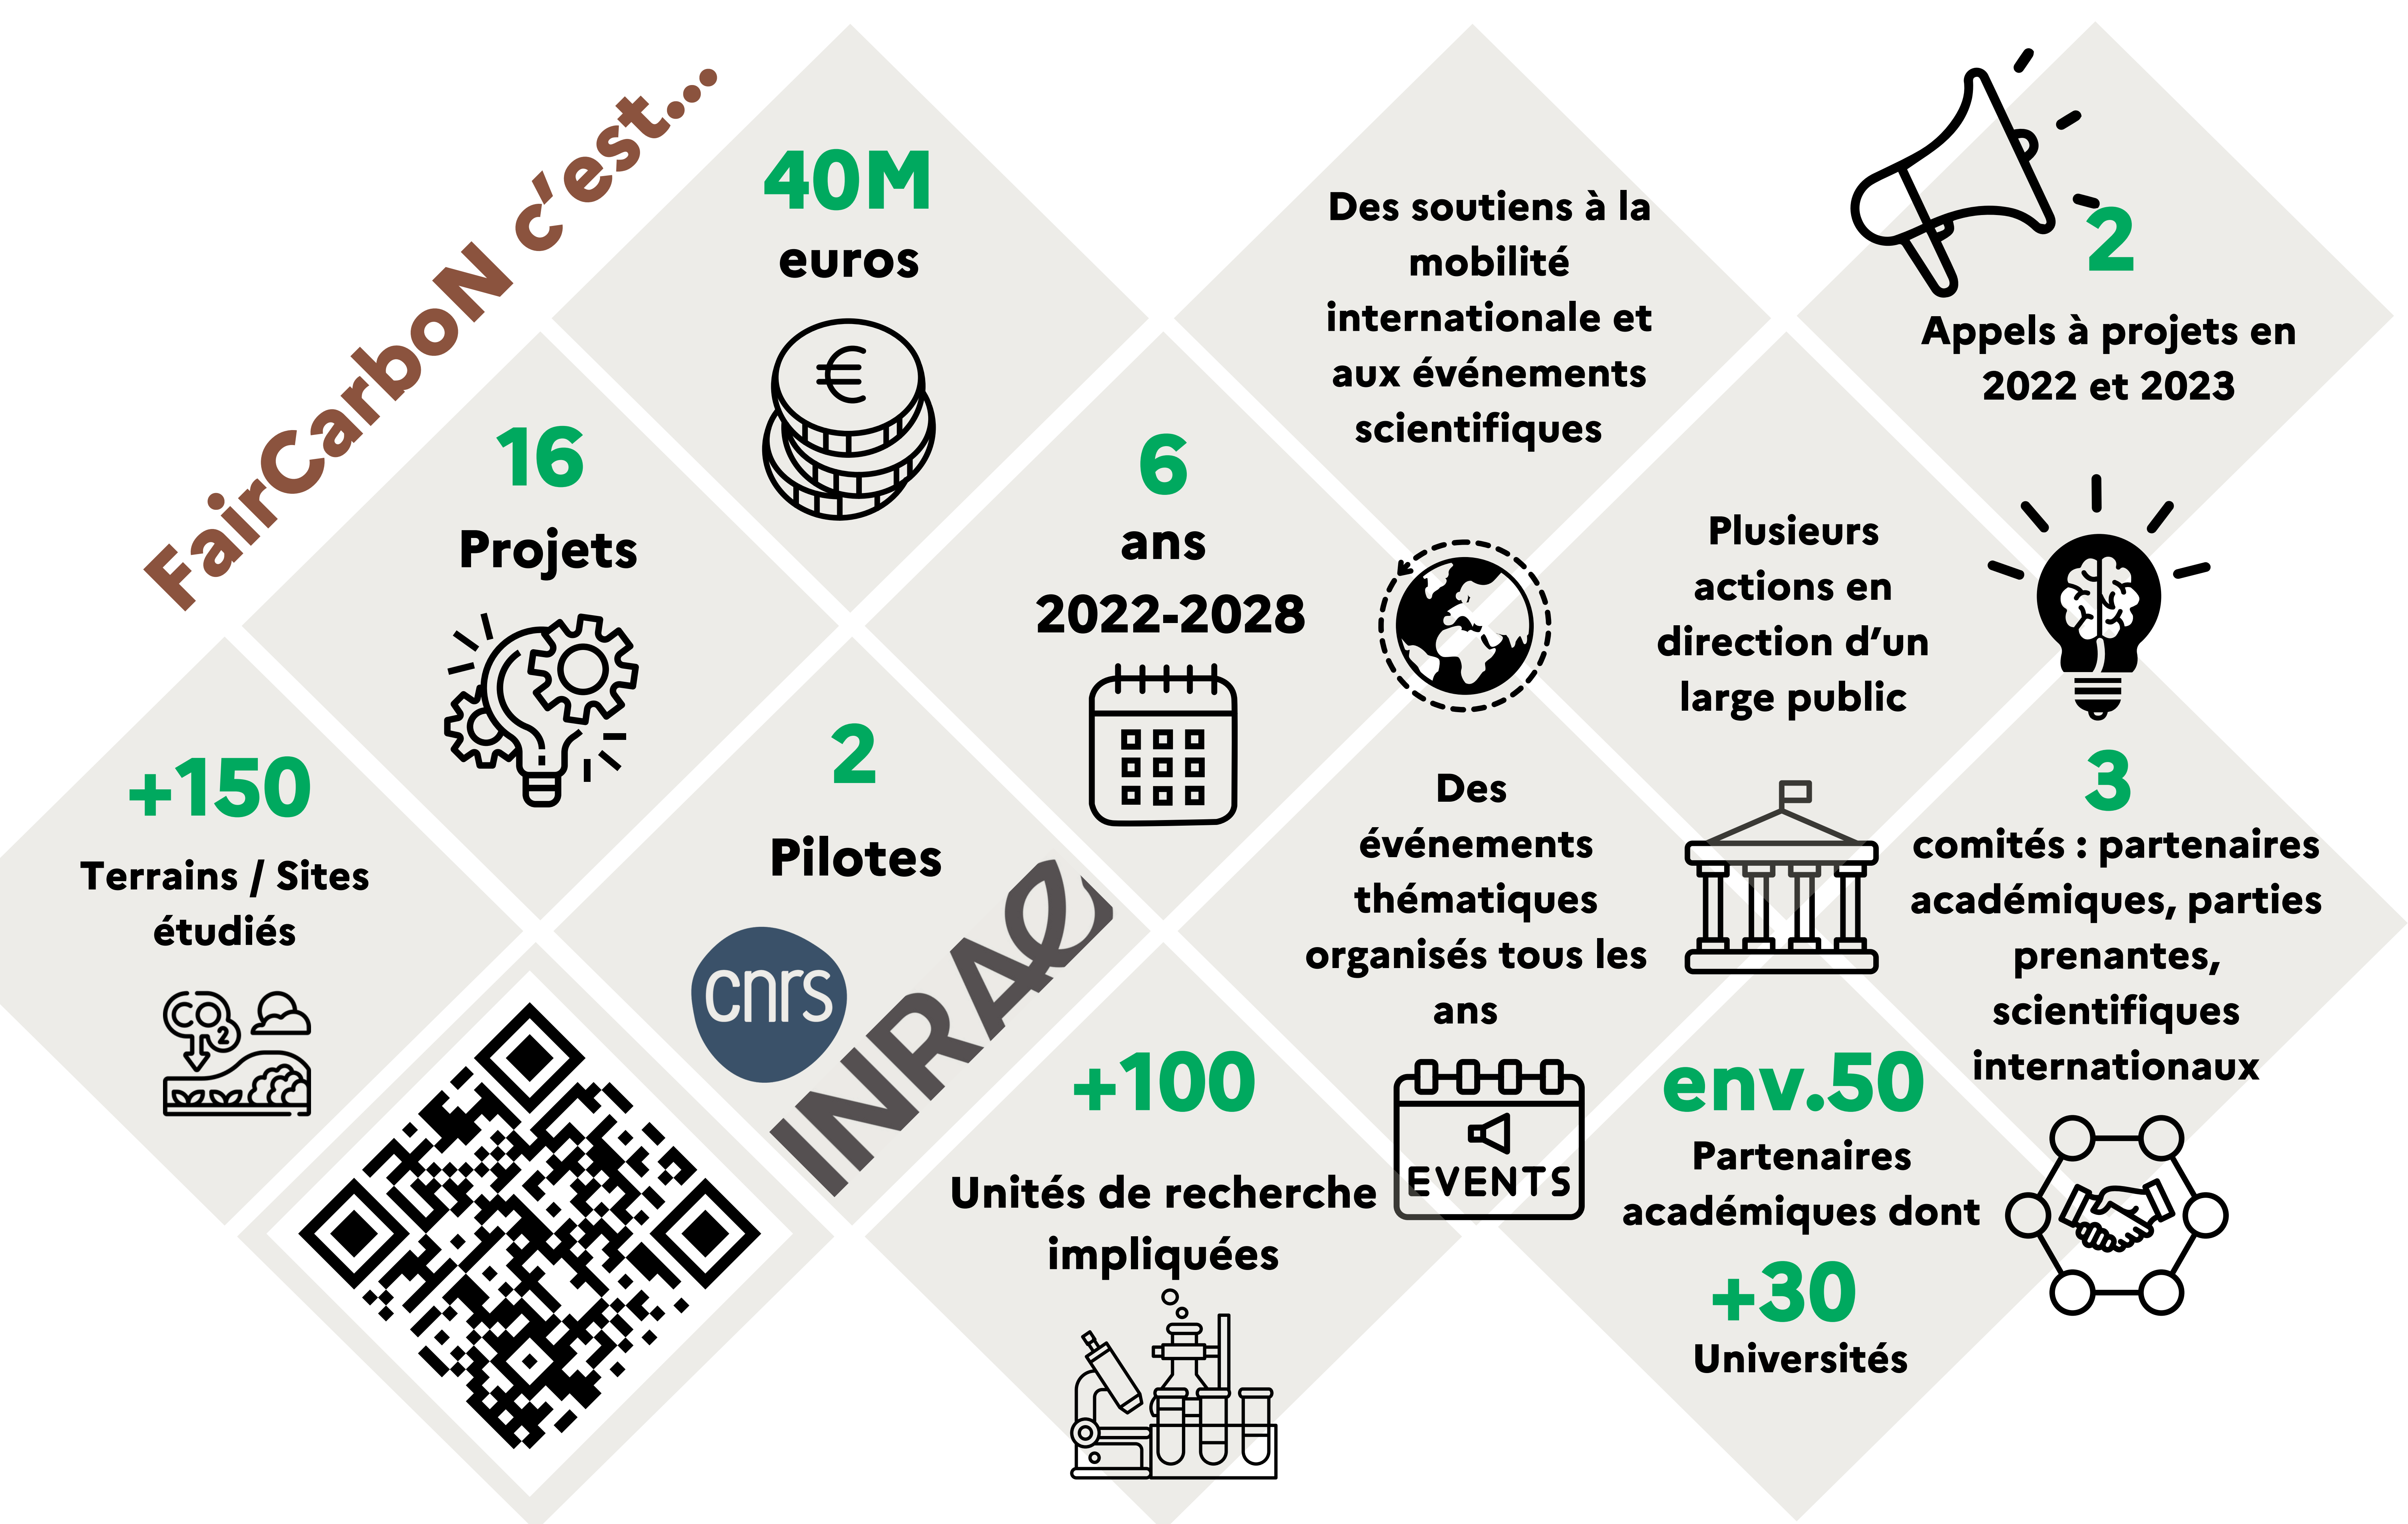 FairCarboN c'est...
40M
euros
Des soutiens à la
mobilité
internationale et
aux événements
scientifiques
2
Appels à projets en
2022 et 2023
16
Projets
6
ans
2022-2028
Plusieurs
actions en
direction d'un
large public
+150
Terrains / Sites
étudiés
CO2
2
Pilotes
cnrs
INRAE
Des
événements
thématiques
organisés tous les
ans
EVENTS
3
comités : partenaires
académiques, parties
prenantes,
scientifiques
internationaux
+100
Unités de recherche
impliquées
env.50
Partenaires
académiques dont
+30
Universités